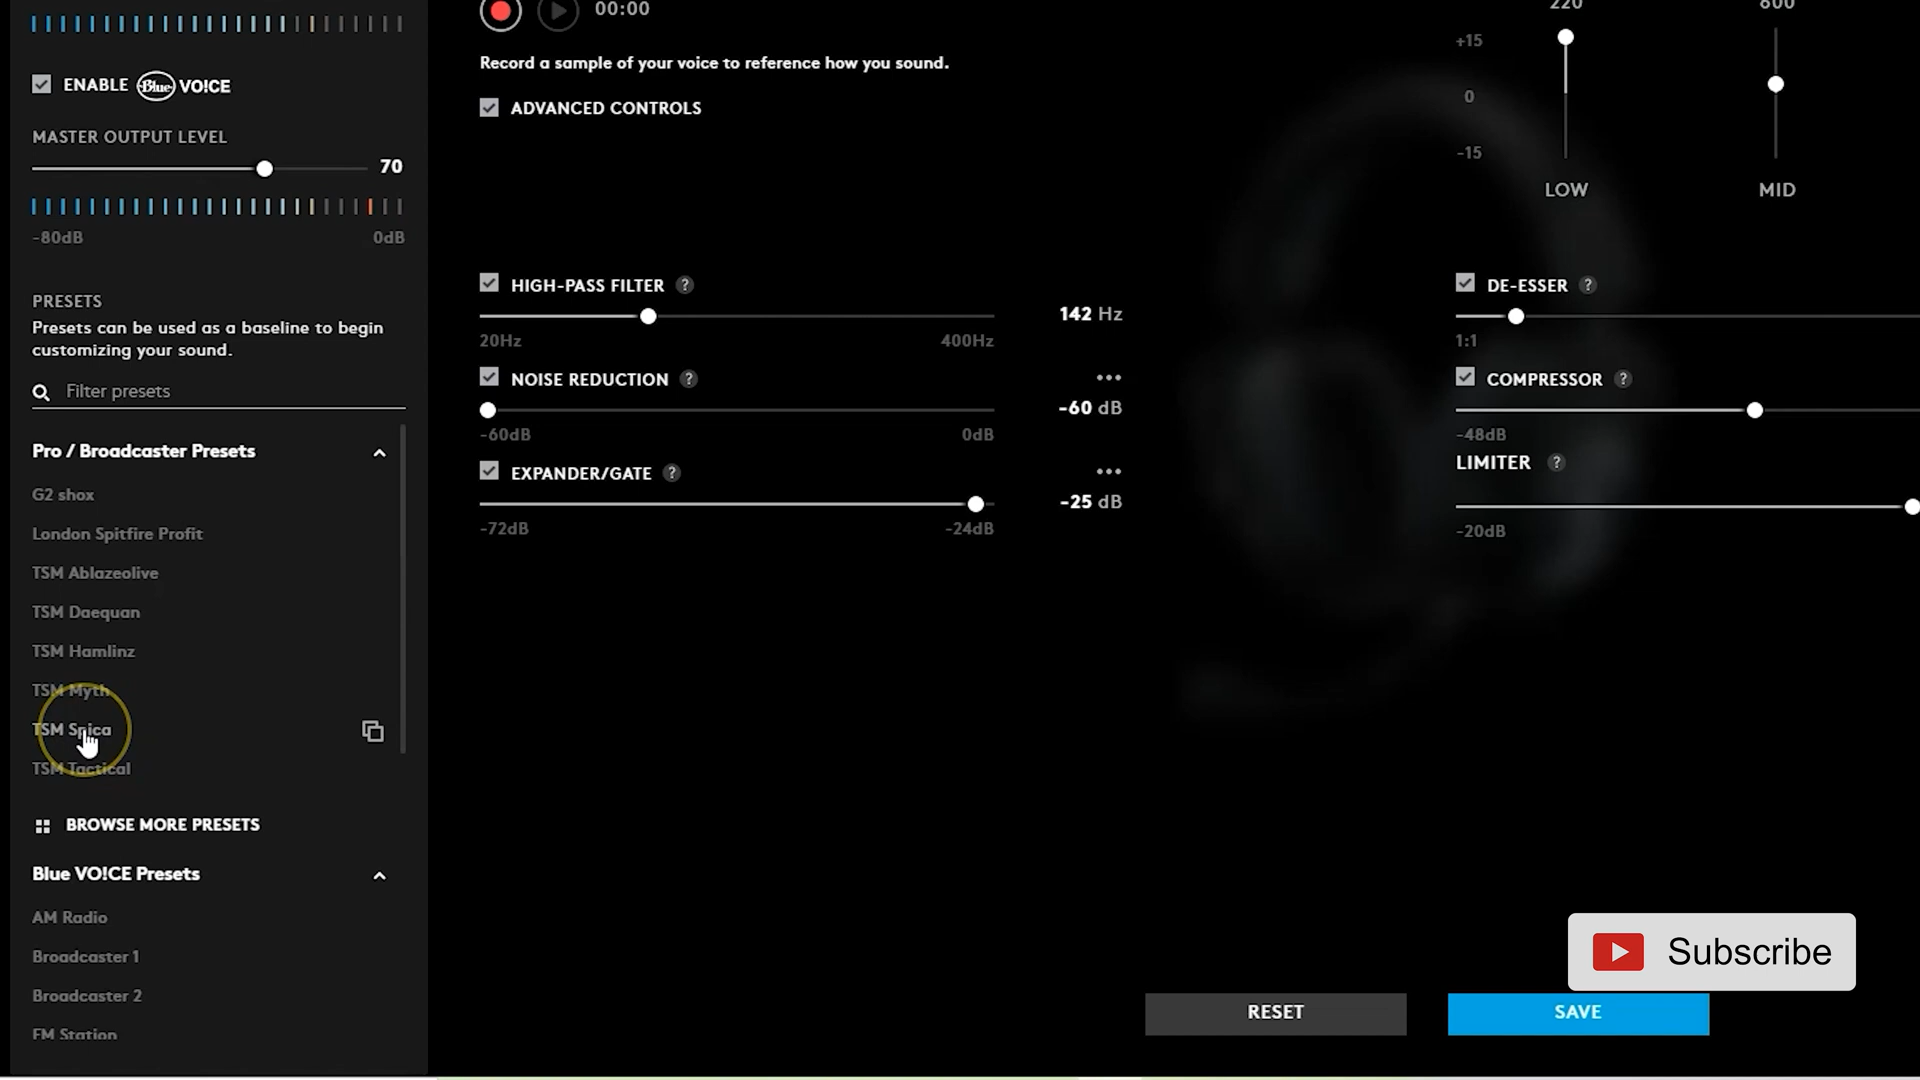 ENABLE Blue VO!CE
MASTER OUTPUT LEVEL
70
-80dB 0dB
PRESETS
Presets can be used as a baseline to begin
customizing your sound.
Filter presets
Pro / Broadcaster Presets
G2 shox
London Spitfire Profit
TSM Ablazeolive
TSM Daequan
TSM Hamlinz
TSM Myth
TSM Spica
TSM Tactical
BROWSE MORE PRESETS
Blue VO!CE Presets
AM Radio
Broadcaster 1
Broadcaster 2
FM Station
00:00
Record a sample of your voice to reference how you sound.
ADVANCED CONTROLS
HIGH-PASS FILTER ?
142 Hz
20Hz 400Hz
NOISE REDUCTION ?
-60 dB
-60dB 0dB
EXPANDER/GATE ?
-25 dB
-72dB -24dB
220 600
+15
0
-15
LOW MID
DE-ESSER ?
1:1
COMPRESSOR ?
-48dB
LIMITER ?
-20dB
Subscribe
RESET SAVE